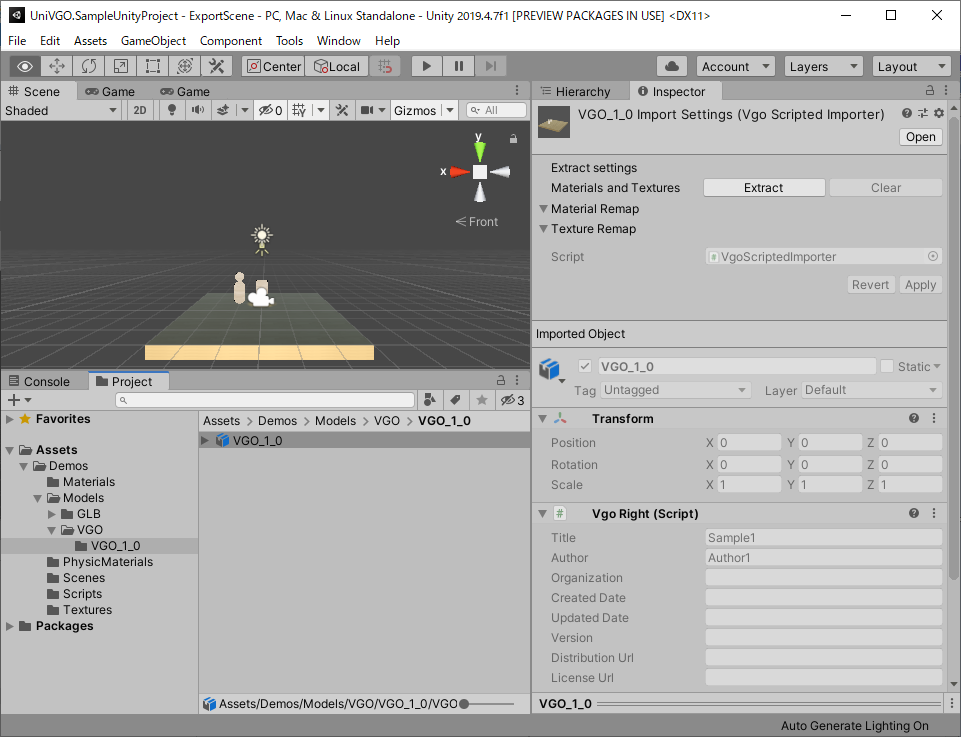 UniVGO.SampleUnityProject - ExportScene - PC, Mac & Linux Standalone - Unity 2019.4.7f1 [PREVIEW PACKAGES IN USE] <DX11>
File Edit Assets GameObject Component Tools Window Help
Center Local Account Layers Layout
Scene Game Game
Shaded 2D 0 Gizmos All
y
x
Front
Console Project
3
Favorites
Assets
Demos
Materials
Models
GLB
VGO
VGO_1_0
PhysicMaterials
Scenes
Scripts
Textures
Packages
Assets > Demos > Models > VGO > VGO_1_0
VGO_1_0
Assets/Demos/Models/VGO/VGO_1_0/VGO
Hierarchy Inspector
VGO_1_0 Import Settings (Vgo Scripted Importer)
Open
Extract settings
Materials and Textures Extract Clear
Material Remap
Texture Remap
Script # VgoScriptedImporter
Revert Apply
Imported Object
VGO_1_0 Static
Tag Untagged Layer Default
Transform
Position X 0 Y 0 Z 0
Rotation X 0 Y 0 Z 0
Scale X 1 Y 1 Z 1
# Vgo Right (Script)
Title Sample1
Author Author1
Organization
Created Date
Updated Date
Version
Distribution Url
License Url
VGO_1_0
Auto Generate Lighting On